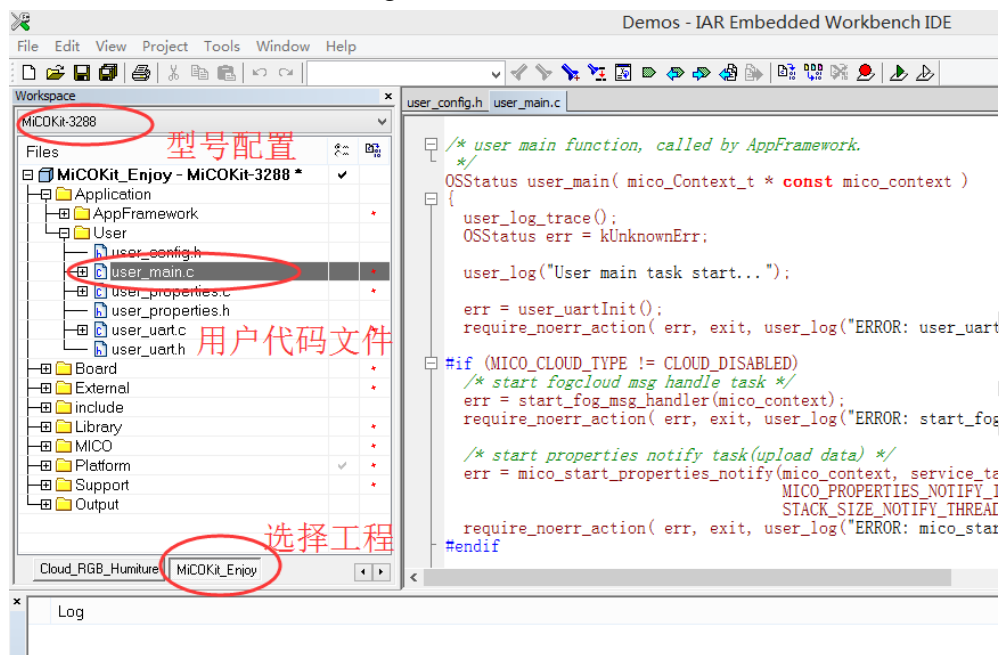 Demos - IAR Embedded Workbench IDE
File Edit View Project Tools Window Help
Workspace
MiCOKit-3288
型号配置
Files
MiCOKit_Enjoy - MiCOKit-3288 *
Application
AppFramework
User
user_config.h
user_main.c
user_properties.c
user_properties.h
user_uart.c
user_uart.h
用户代码文件
Board
External
include
Library
MICO
Platform
Support
Output
选择工程
Cloud_RGB_Humiture MiCOKit_Enjoy
user_config.h user_main.c
/* user main function, called by AppFramework.
*/
OSStatus user_main( mico_Context_t * const mico_context )
{
user_log_trace();
OSStatus err = kUnknownErr;
user_log("User main task start...");
err = user_uartInit();
require_noerr_action( err, exit, user_log("ERROR: user_uart
#if (MICO_CLOUD_TYPE != CLOUD_DISABLED)
/* start fogcloud msg handle task */
err = start_fog_msg_handler(mico_context);
require_noerr_action( err, exit, user_log("ERROR: start_fog
/* start properties notify task(upload data) */
err = mico_start_properties_notify(mico_context, service_ta
MICO_PROPERTIES_NOTIFY_I
STACK_SIZE_NOTIFY_THREAD
require_noerr_action( err, exit, user_log("ERROR: mico_star
#endif
Log